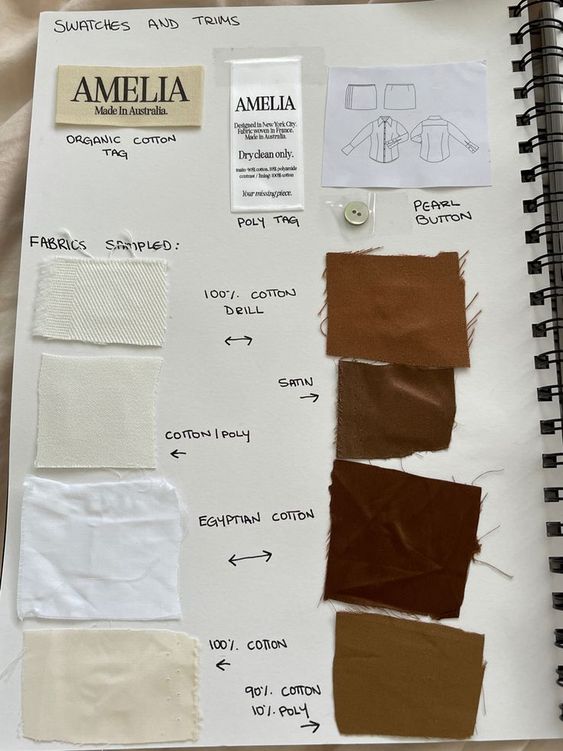 SWATCHES AND TRIMS
AMELIA
Made In Australia.
ORGANIC COTTON
TAG
AMELIA
Designed in New York City.
Fabric woven in France.
Made in Australia.
Dry clean only.
main: 90% cotton, 10% polyamide
contrast / lining: 100% cotton
Your missing piece.
POLY TAG
PEARL
BUTTON
FABRICS SAMPLED:
100% COTTON
DRILL
SATIN
COTTON/POLY
EGYPTIAN COTTON
100% COTTON
90% COTTON
10% POLY